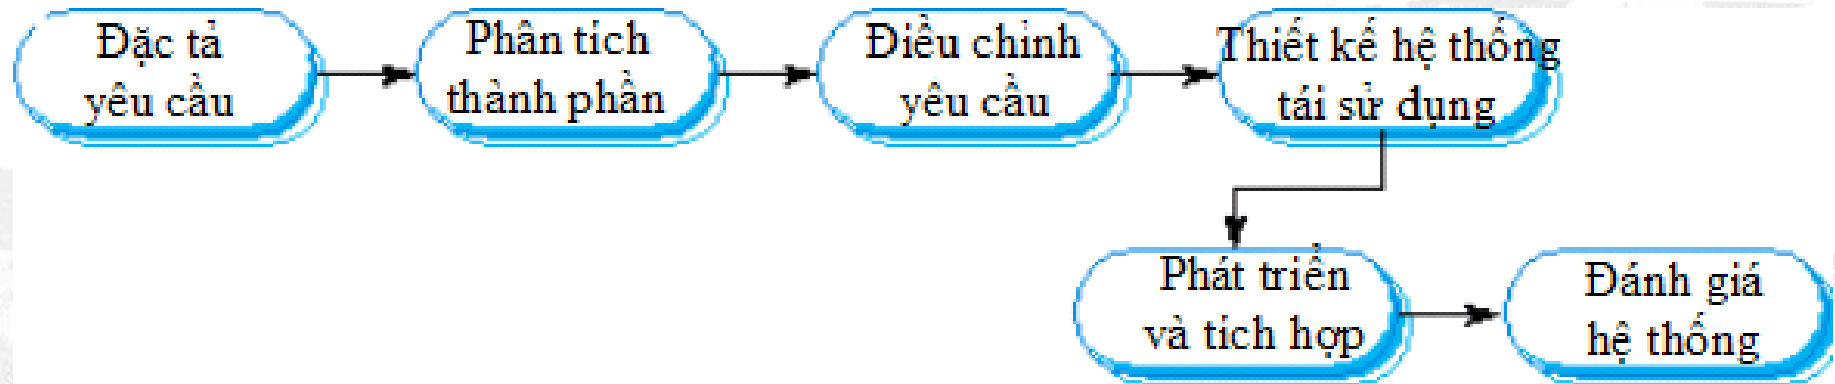 Đặc tả
yêu cầu
Phân tích
thành phần
Điều chỉnh
yêu cầu
Thiết kế hệ thống
tái sử dụng
Phát triển
và tích hợp
Đánh giá
hệ thống